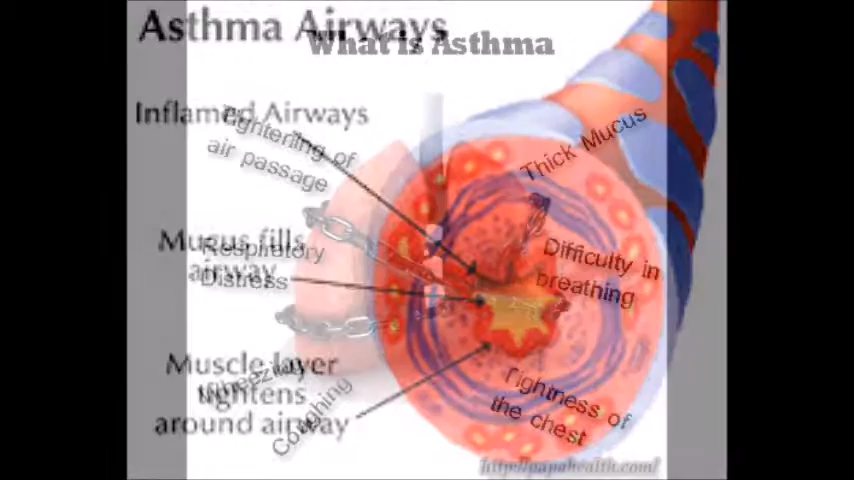 Asthma Airways
What is Asthma
Inflamed Airways
Tightening of
air passage
Thick Mucus
Mucus fills
airway
Respiratory
Distress
Difficulty in
breathing
Muscle layer
tightens
around airway
Wheezing
Coughing
Tightness of
the chest
http://papahealth.com/